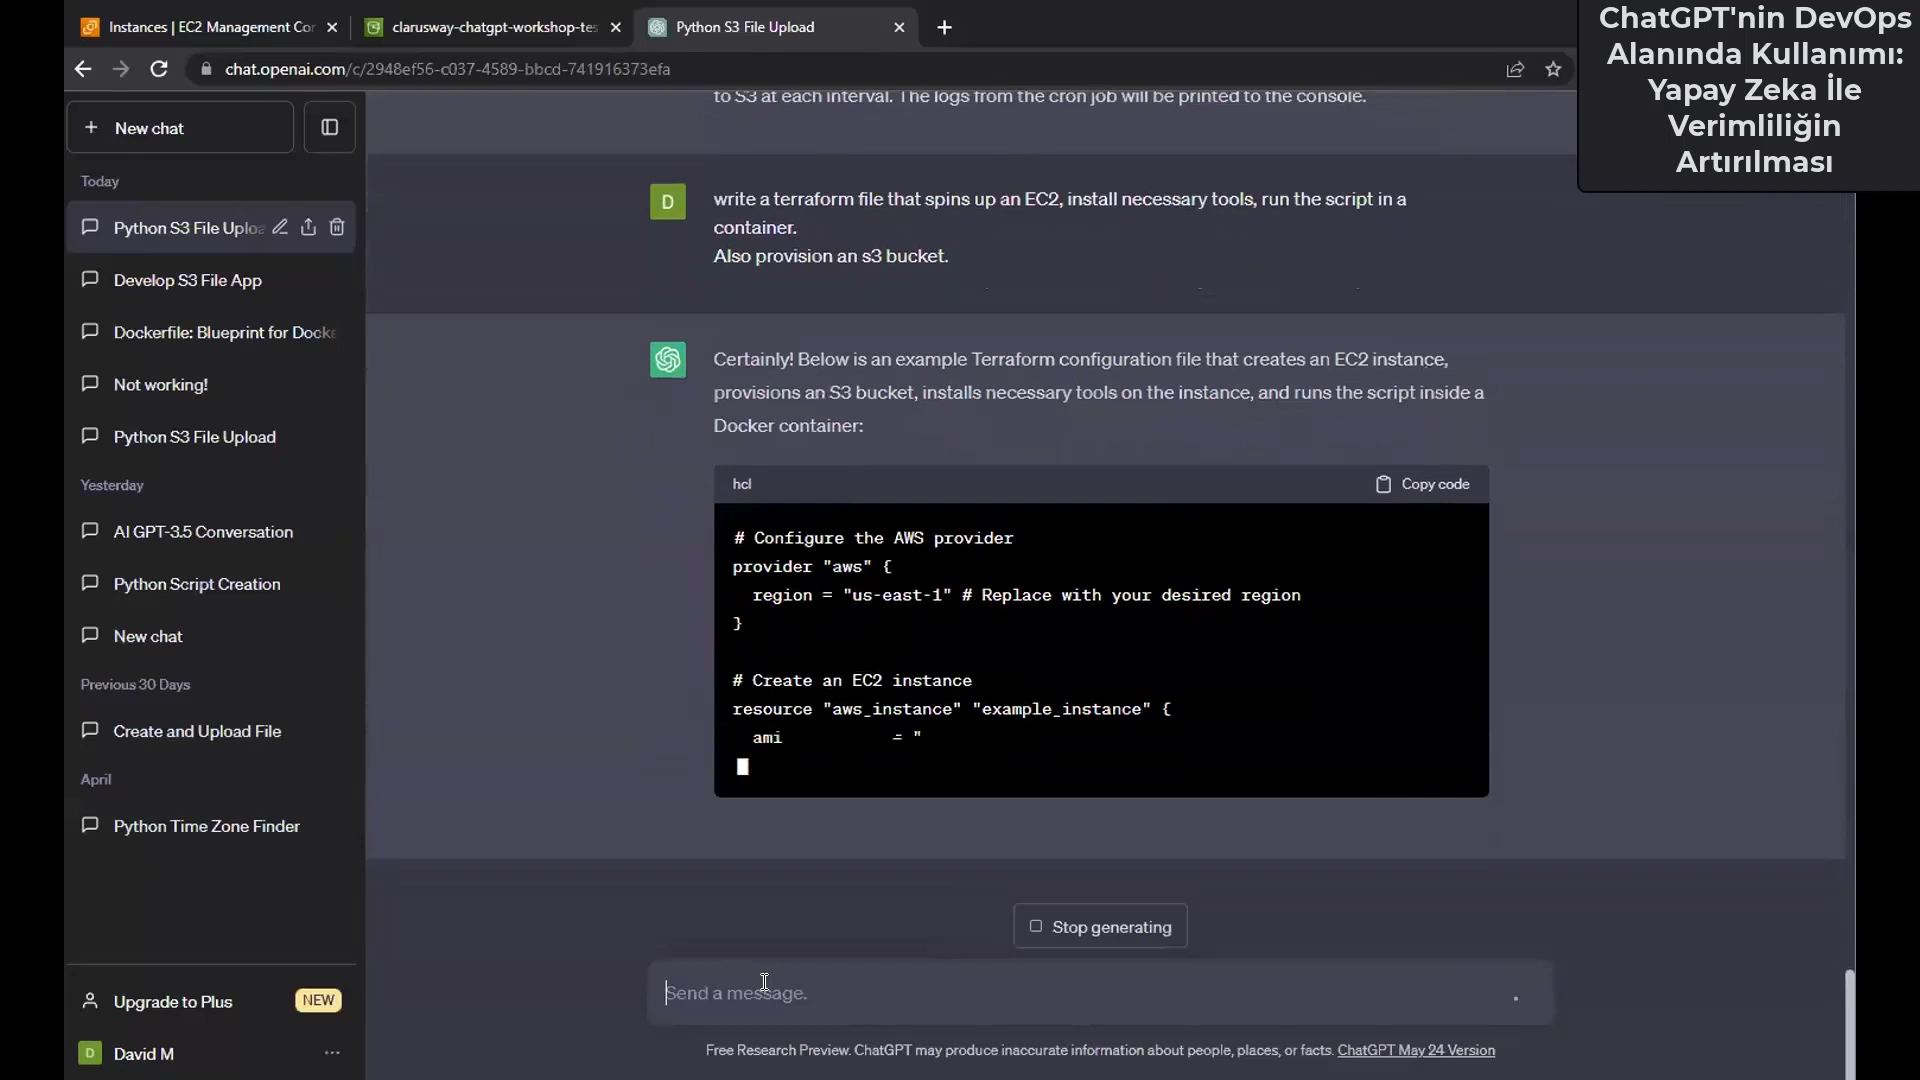 Instances | EC2 Management Cor
clarusway-chatgpt-workshop-tes
Python S3 File Upload
chat.openai.com/c/2948ef56-c037-4589-bbcd-741916373efa
ChatGPT'nin DevOps
Alanında Kullanımı:
Yapay Zeka İle
Verimliliğin
Artırılması
New chat
Today
Python S3 File Uploa
Develop S3 File App
Dockerfile: Blueprint for Docke
Not working!
Python S3 File Upload
Yesterday
AI GPT-3.5 Conversation
Python Script Creation
New chat
Previous 30 Days
Create and Upload File
April
Python Time Zone Finder
Upgrade to Plus
NEW
D
David M
to S3 at each interval. The logs from the cron job will be printed to the console.
D
write a terraform file that spins up an EC2, install necessary tools, run the script in a
container.
Also provision an s3 bucket.
Certainly! Below is an example Terraform configuration file that creates an EC2 instance,
provisions an S3 bucket, installs necessary tools on the instance, and runs the script inside a
Docker container:
hcl
Copy code
# Configure the AWS provider
provider "aws" {
region = "us-east-1" # Replace with your desired region
}
# Create an EC2 instance
resource "aws_instance" "example_instance" {
ami = "
Stop generating
Send a message.
Free Research Preview. ChatGPT may produce inaccurate information about people, places, or facts. ChatGPT May 24 Version